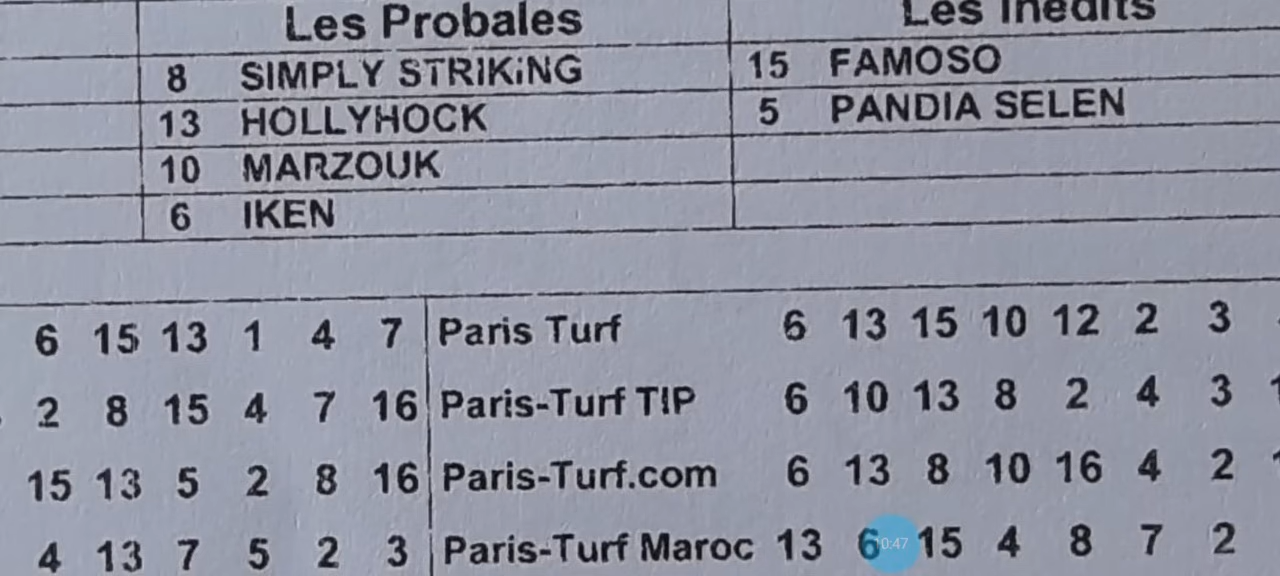 Les Probales Les Inédits
8 SIMPLY STRIKiNG 15 FAMOSO
13 HOLLYHOCK 5 PANDIA SELEN
10 MARZOUK
6 IKEN
6 15 13 1 4 7 Paris Turf 6 13 15 10 12 2 3
2 8 15 4 7 16 Paris-Turf TIP 6 10 13 8 2 4 3
15 13 5 2 8 16 Paris-Turf.com 6 13 8 10 16 4 2
4 13 7 5 2 3 Paris-Turf Maroc 13 6 15 4 8 7 2